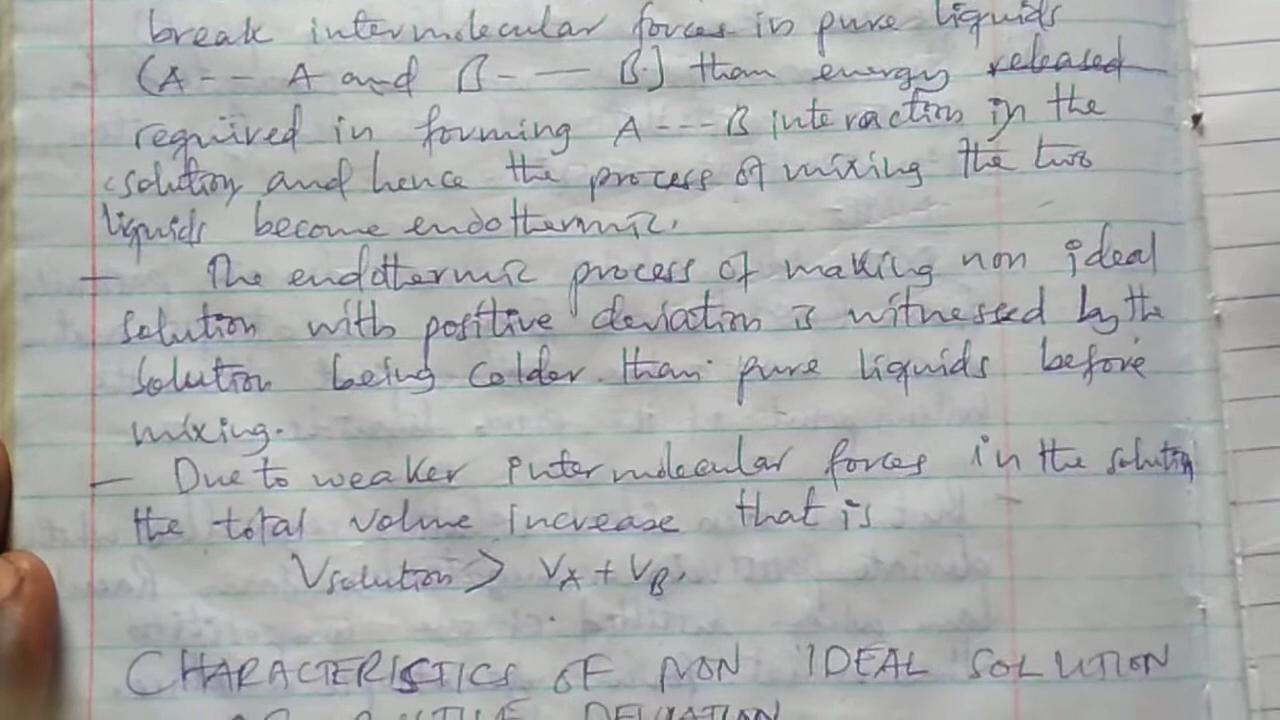 break intermolecular forces in pure liquids
(A-- A and B- — B.) than energy released
required in forming A---B interaction in the
solution and hence the process of mixing the two
liquids become endothermic.
— The endothermic process of making non ideal
solution with positive deviation is witnessed by the
solution being colder than pure liquids before
mixing.
— Due to weaker intermolecular forces in the solution
the total volume increase that is
Vsolution > VA + VB.
CHARACTERISTICS OF NON IDEAL SOLUTION
DEVIATION